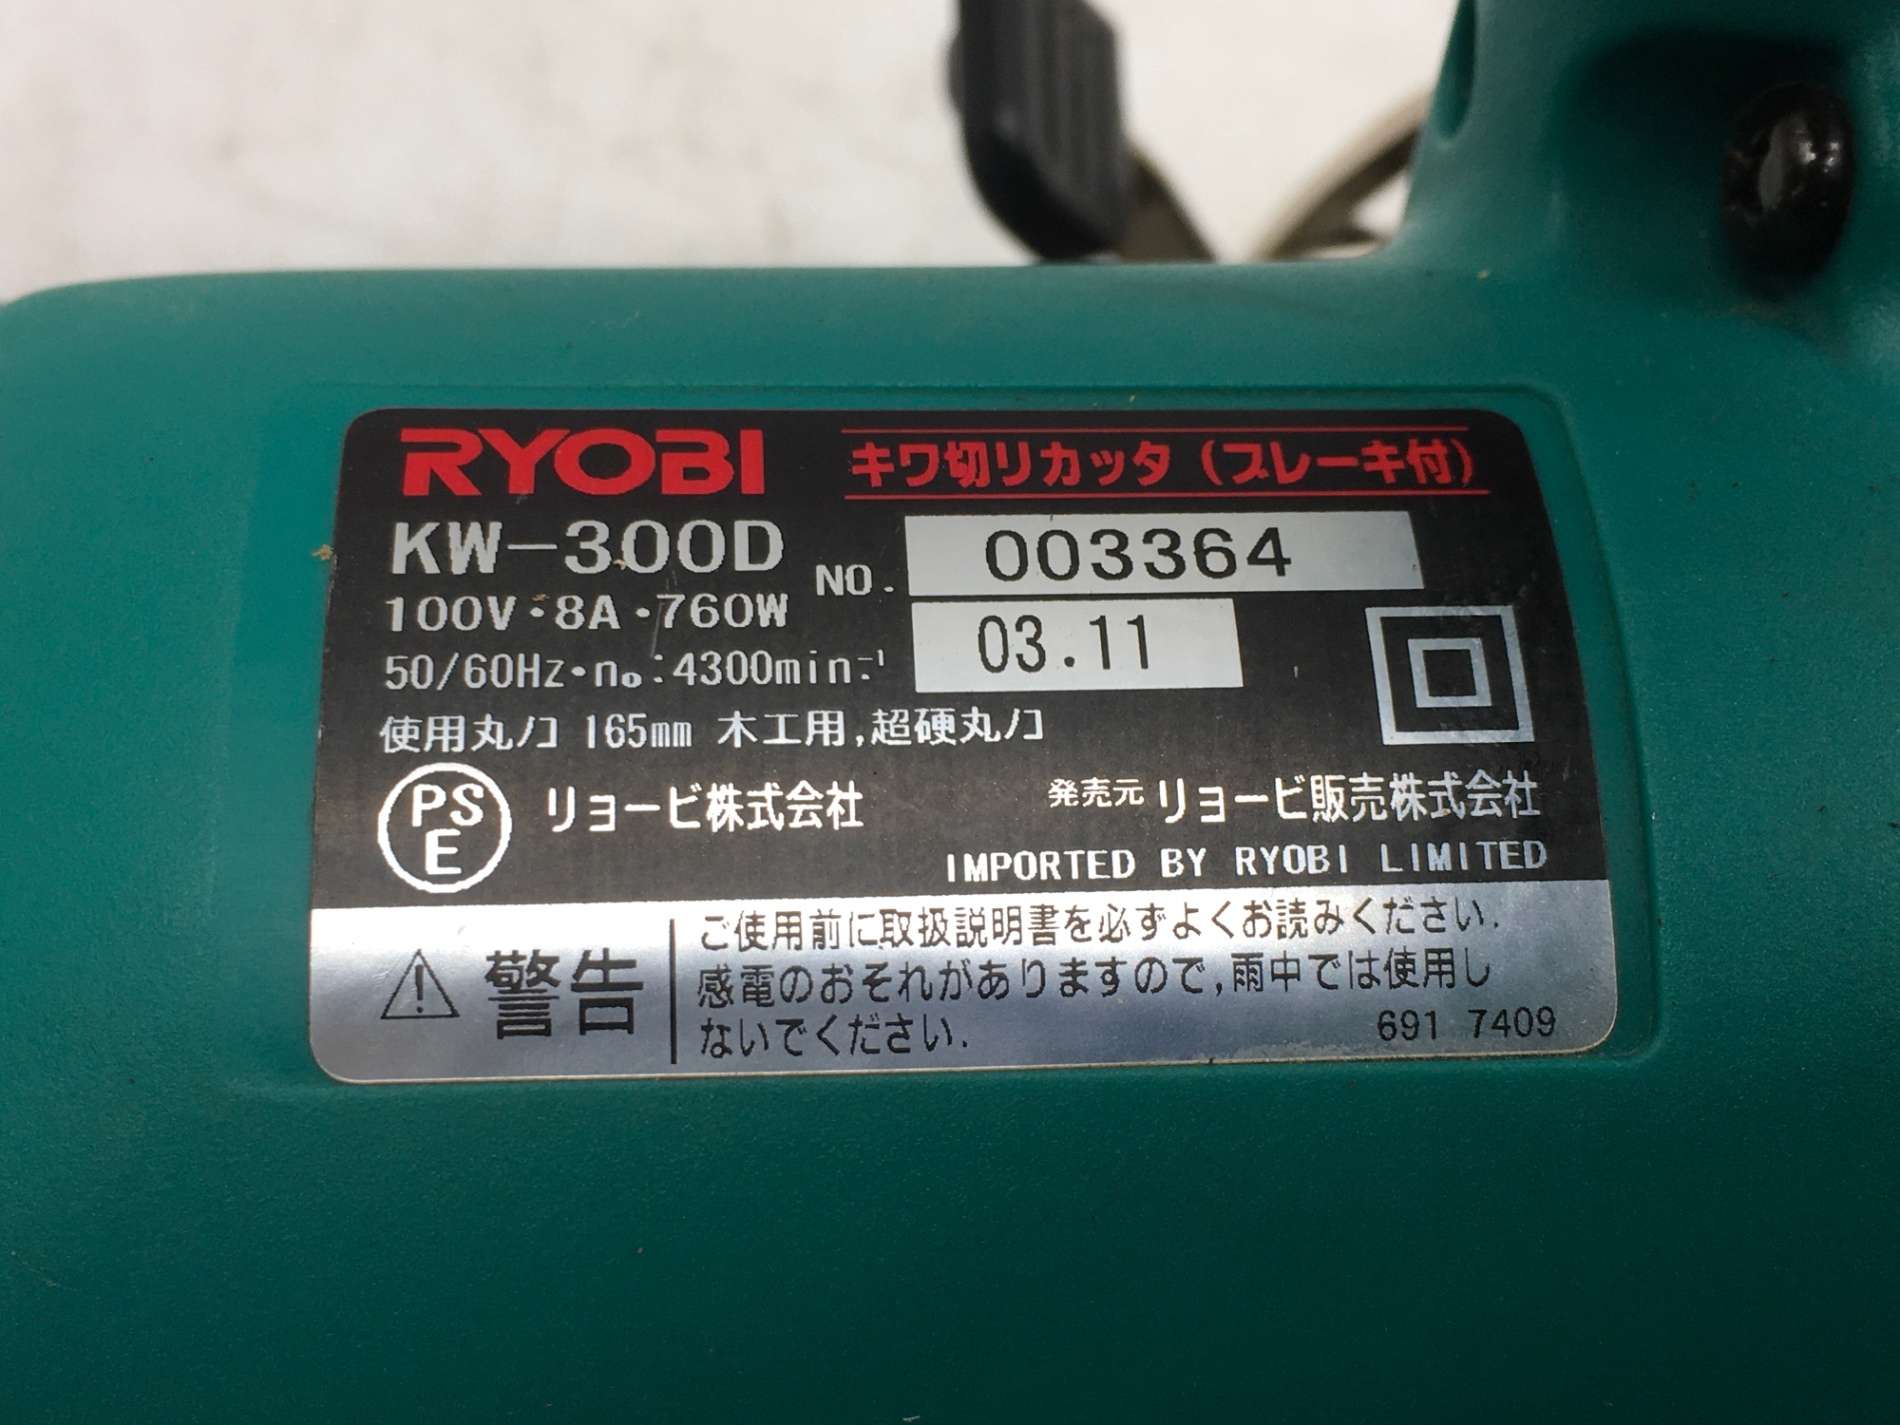 RYOBI キワ切リカッタ(ブレーキ付)
KW-300D NO. 003364
100V・8A・760W
03.11
50/60Hz・no:4300min⁻¹
使用丸ノコ 165mm 木工用,超硬丸ノコ
PS
E
リョービ株式会社 発売元 リョービ販売株式会社
IMPORTED BY RYOBI LIMITED
警告
ご使用前に取扱説明書を必ずよくお読みください.
感電のおそれがありますので,雨中では使用し
ないでください.
691 7409